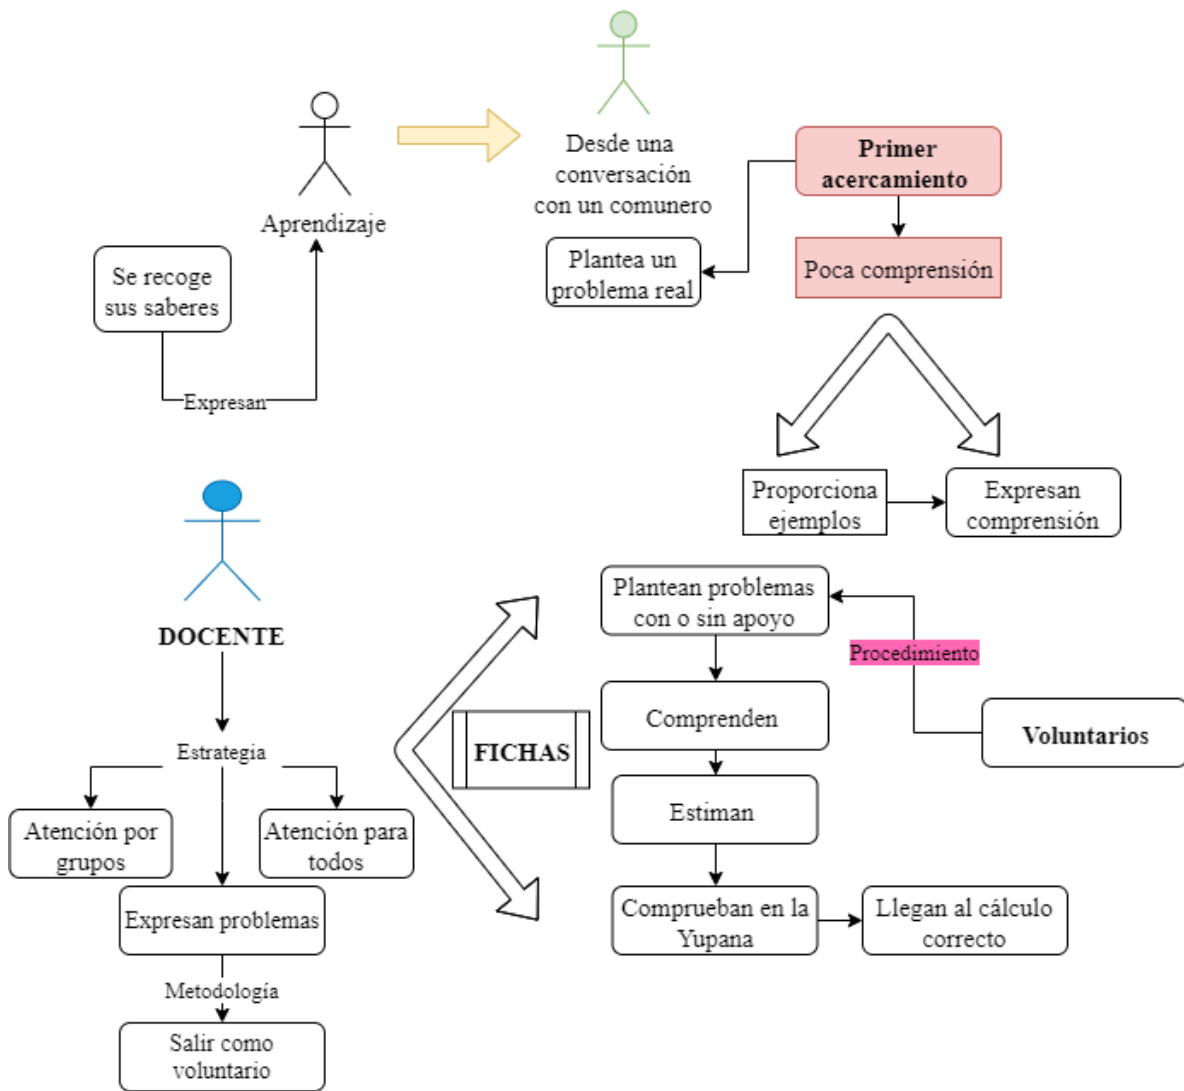 Desde una
conversación
con un comunero
Primer
acercamiento
Aprendizaje
Se recoge
sus saberes
Plantea un
problema real
Poca comprensión
Expresan
Proporciona
ejemplos
Expresan
comprensión
DOCENTE
Plantean problemas
con o sin apoyo
Procedimiento
Comprenden
Voluntarios
FICHAS
Estrategia
Estiman
Atención por
grupos
Atención para
todos
Expresan problemas
Comprueban en la
Yupana
Llegan al cálculo
correcto
Metodología
Salir como
voluntario